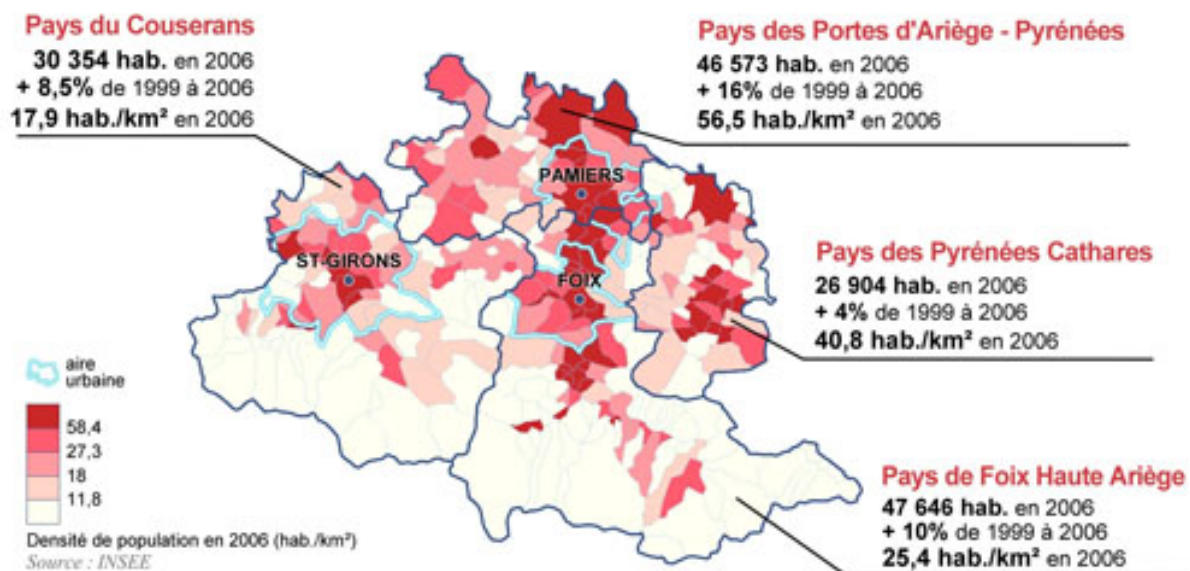 Pays du Couserans
30 354 hab. en 2006
+ 8,5% de 1999 à 2006
17,9 hab./km² en 2006
Pays des Portes d'Ariège - Pyrénées
46 573 hab. en 2006
+ 16% de 1999 à 2006
56,5 hab./km² en 2006
PAMIERS
ST-GIRONS
FOIX
Pays des Pyrénées Cathares
26 904 hab. en 2006
+ 4% de 1999 à 2006
40,8 hab./km² en 2006
aire
urbaine
58,4
27,3
18
11,8
Densité de population en 2006 (hab./km²)
Source : INSEE
Pays de Foix Haute Ariège
47 646 hab. en 2006
+ 10% de 1999 à 2006
25,4 hab./km² en 2006